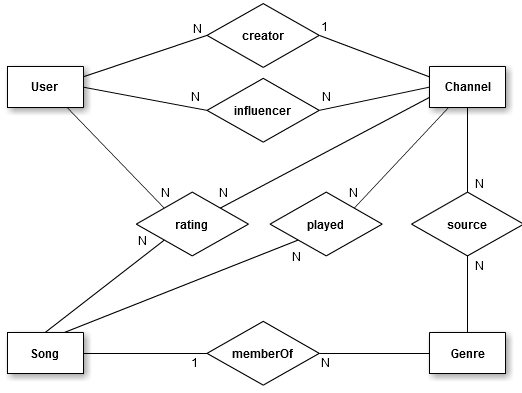 N
creator
1
User
Channel
N
influencer
N
N
N
N
N
rating
played
source
N
N
N
Song
memberOf
Genre
1
N